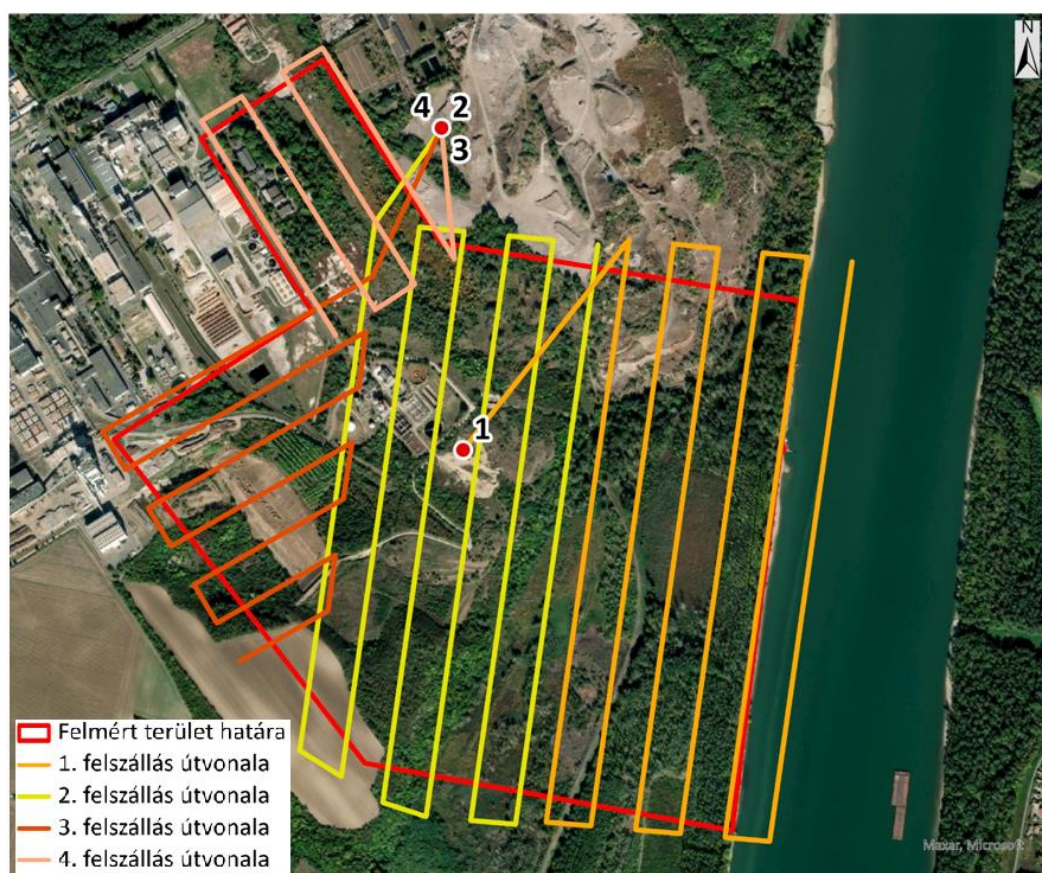 N
4 2
3
1
Felmért terület határa
1. felszállás útvonala
2. felszállás útvonala
3. felszállás útvonala
4. felszállás útvonala
Maxar, Microsoft